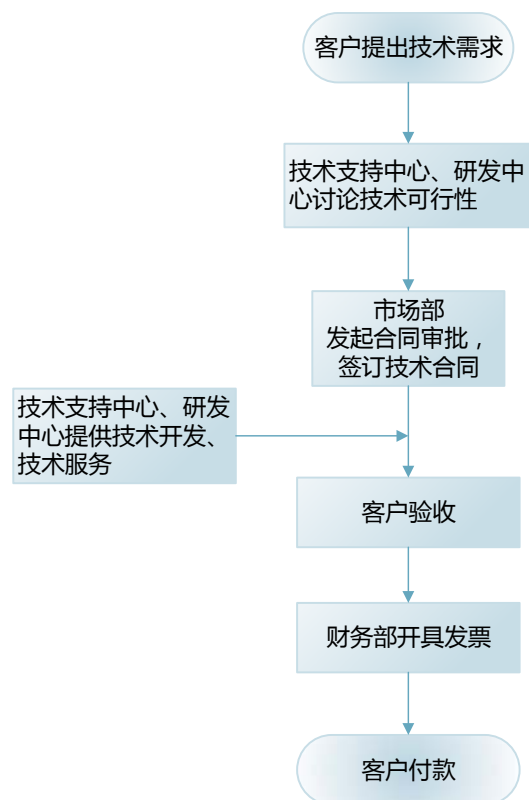 客户提出技术需求
技术支持中心、研发中
心讨论技术可行性
市场部
发起合同审批，
签订技术合同
技术支持中心、研发
中心提供技术开发、
技术服务
客户验收
财务部开具发票
客户付款